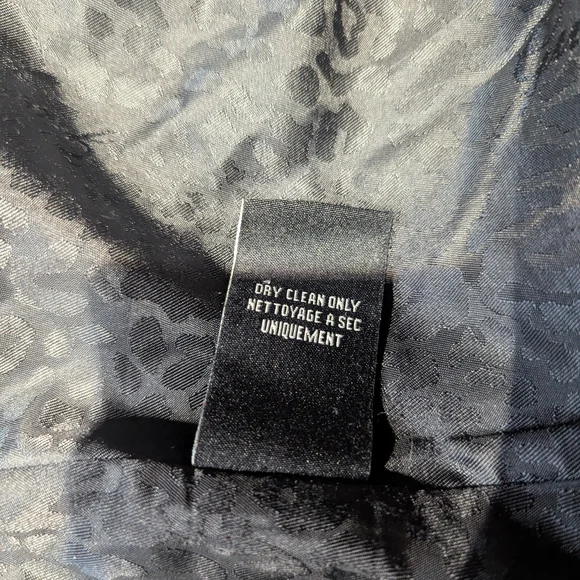 DRY CLEAN ONLY
NETTOYAGE A SEC
UNIQUEMENT